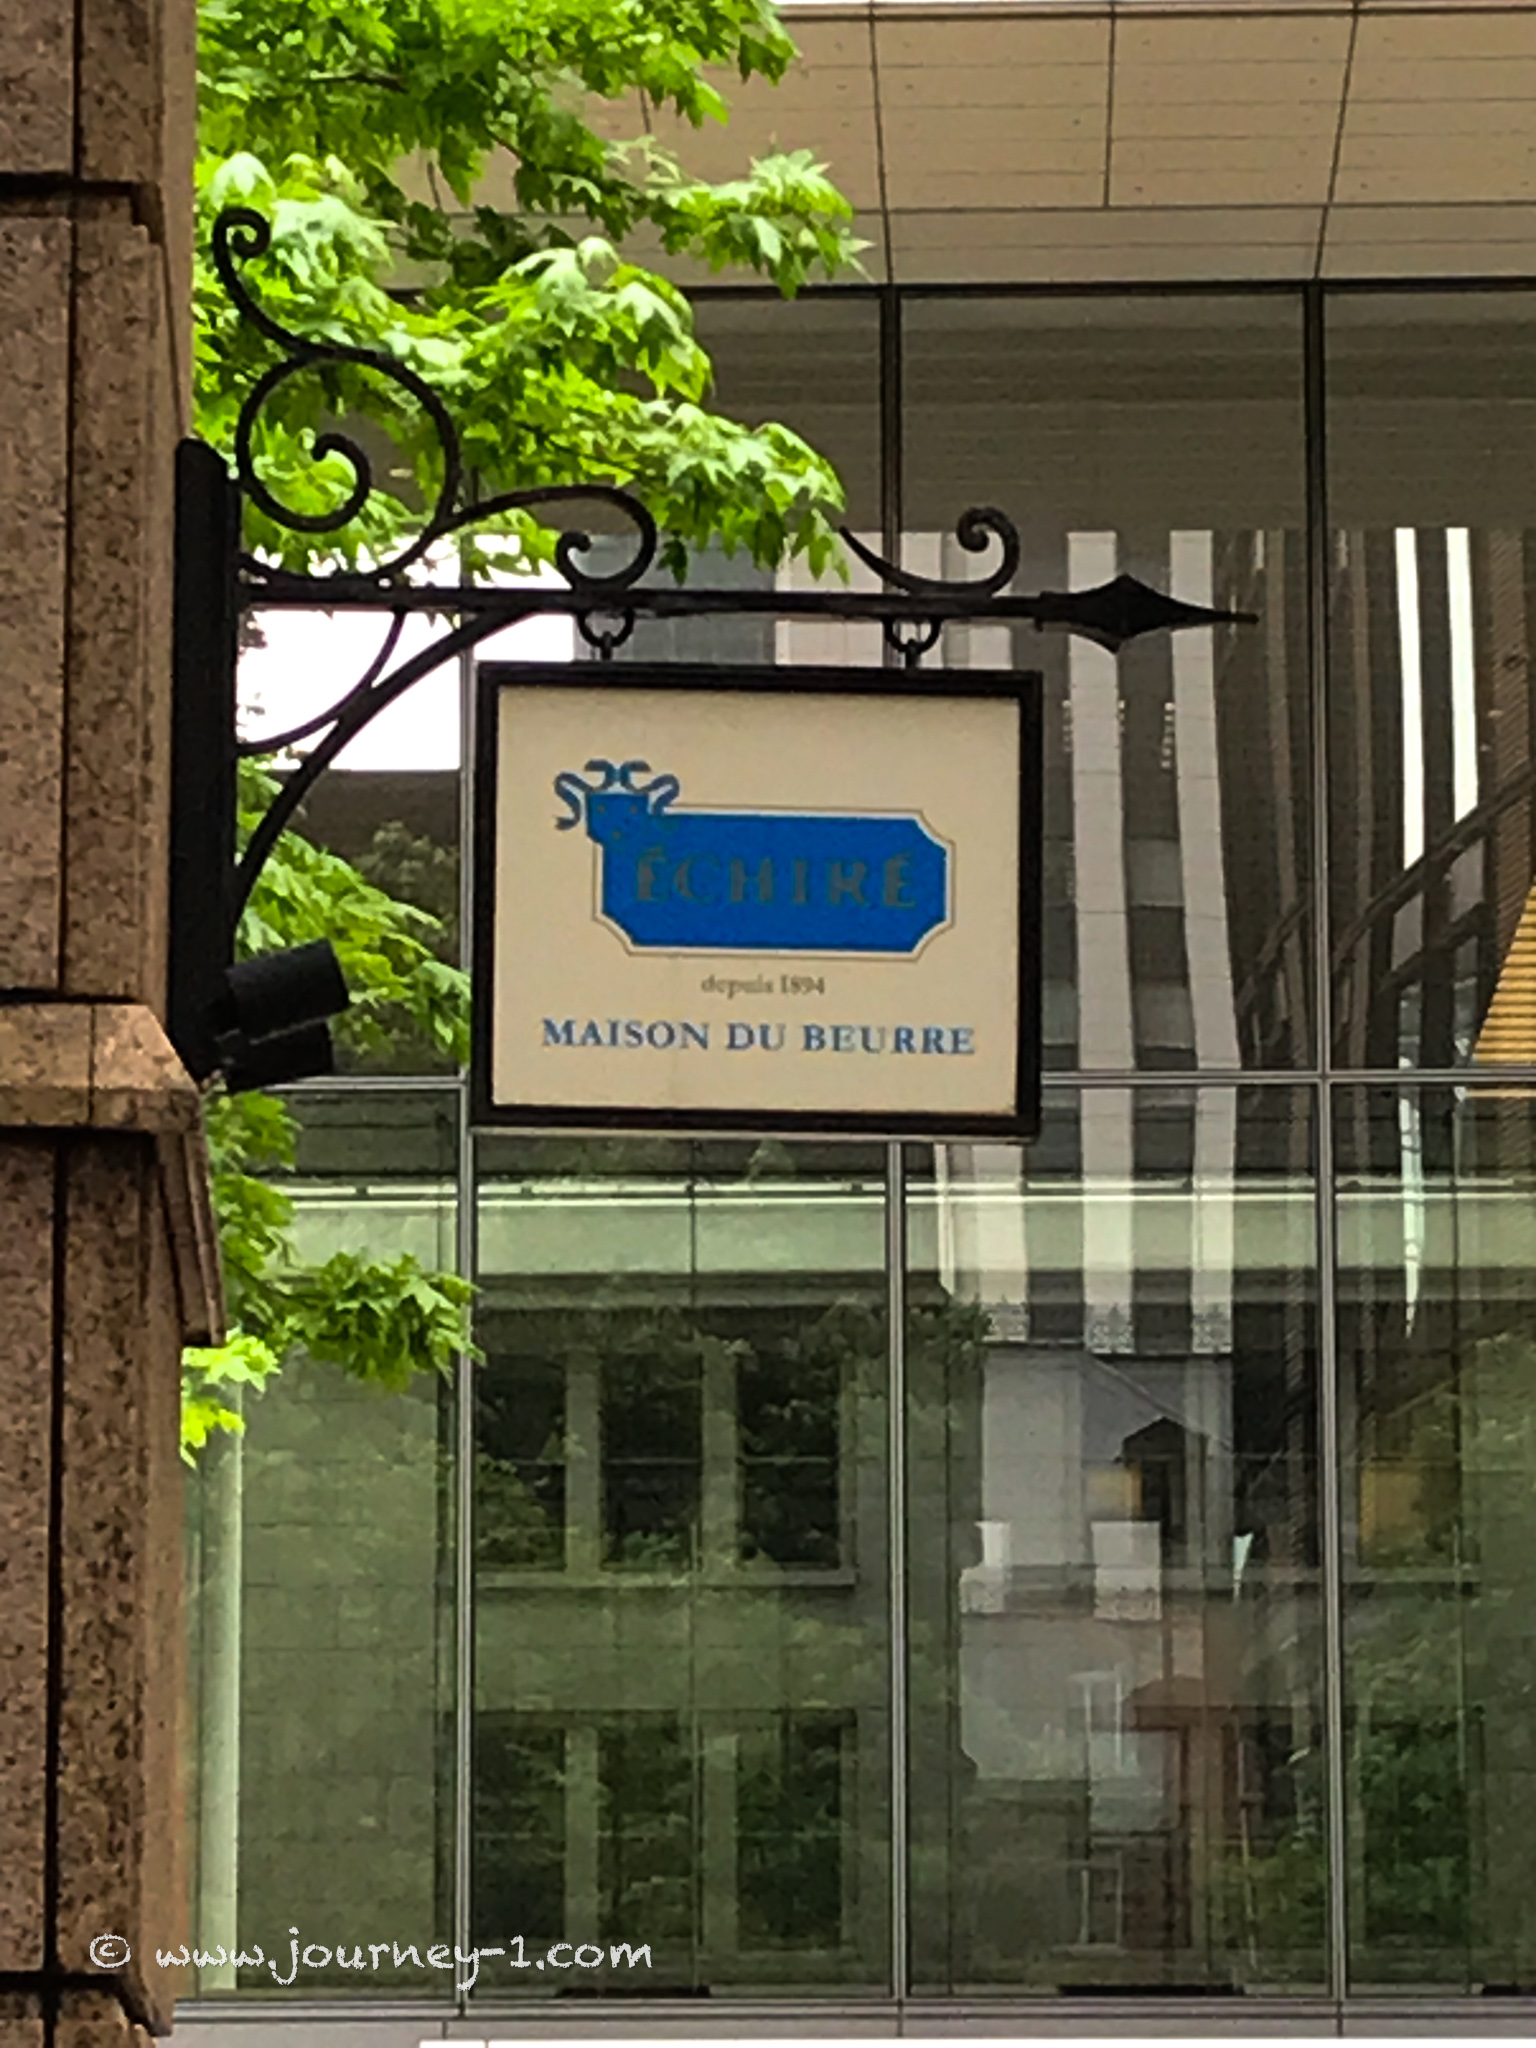 ÉCHIRÉ
depuis 1894
MAISON DU BEURRE
© www.journey-1.com